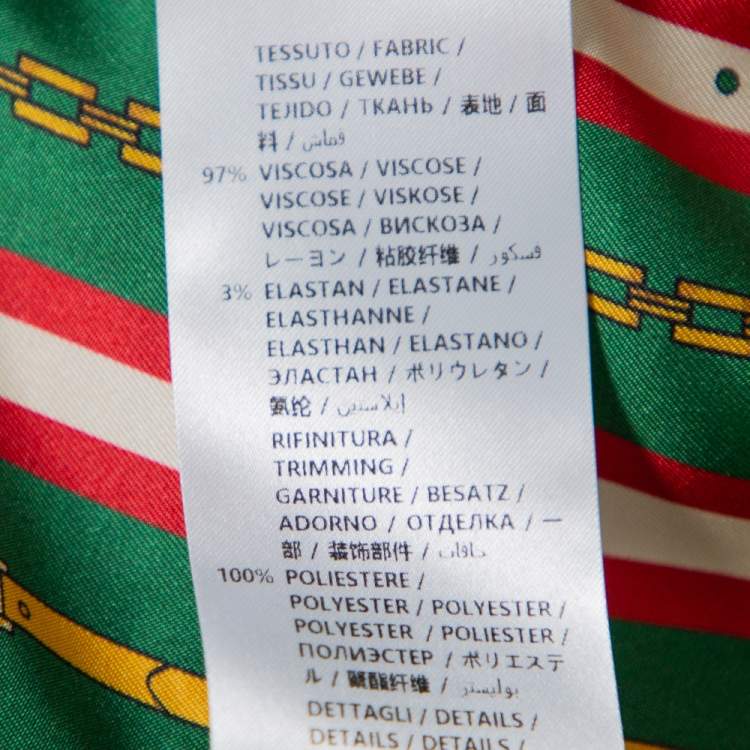 TESSUTO / FABRIC /
TISSU / GEWEBE /
TEJIDO / ТКАНЬ / 表地 / 面
料 / قماش
97% VISCOSA / VISCOSE /
VISCOSE / VISKOSE /
VISCOSA / ВИСКОЗА /
レーヨン / 粘胶纤维 / فسكور
3% ELASTAN / ELASTANE /
ELASTHANNE /
ELASTHAN / ELASTANO /
ЭЛАСТАН / ポリウレタン /
氨纶 / إيلاستين
RIFINITURA /
TRIMMING /
GARNITURE / BESATZ /
ADORNO / ОТДЕЛКА / 一
部 / 装饰部件 / حافات
100% POLIESTERE /
POLYESTER / POLYESTER /
POLYESTER / POLIESTER /
ПОЛИЭСТЕР / ポリエステ
ル / 聚酯纤维 / بوليستر
DETTAGLI / DETAILS /
DETAILS / DETAILS /